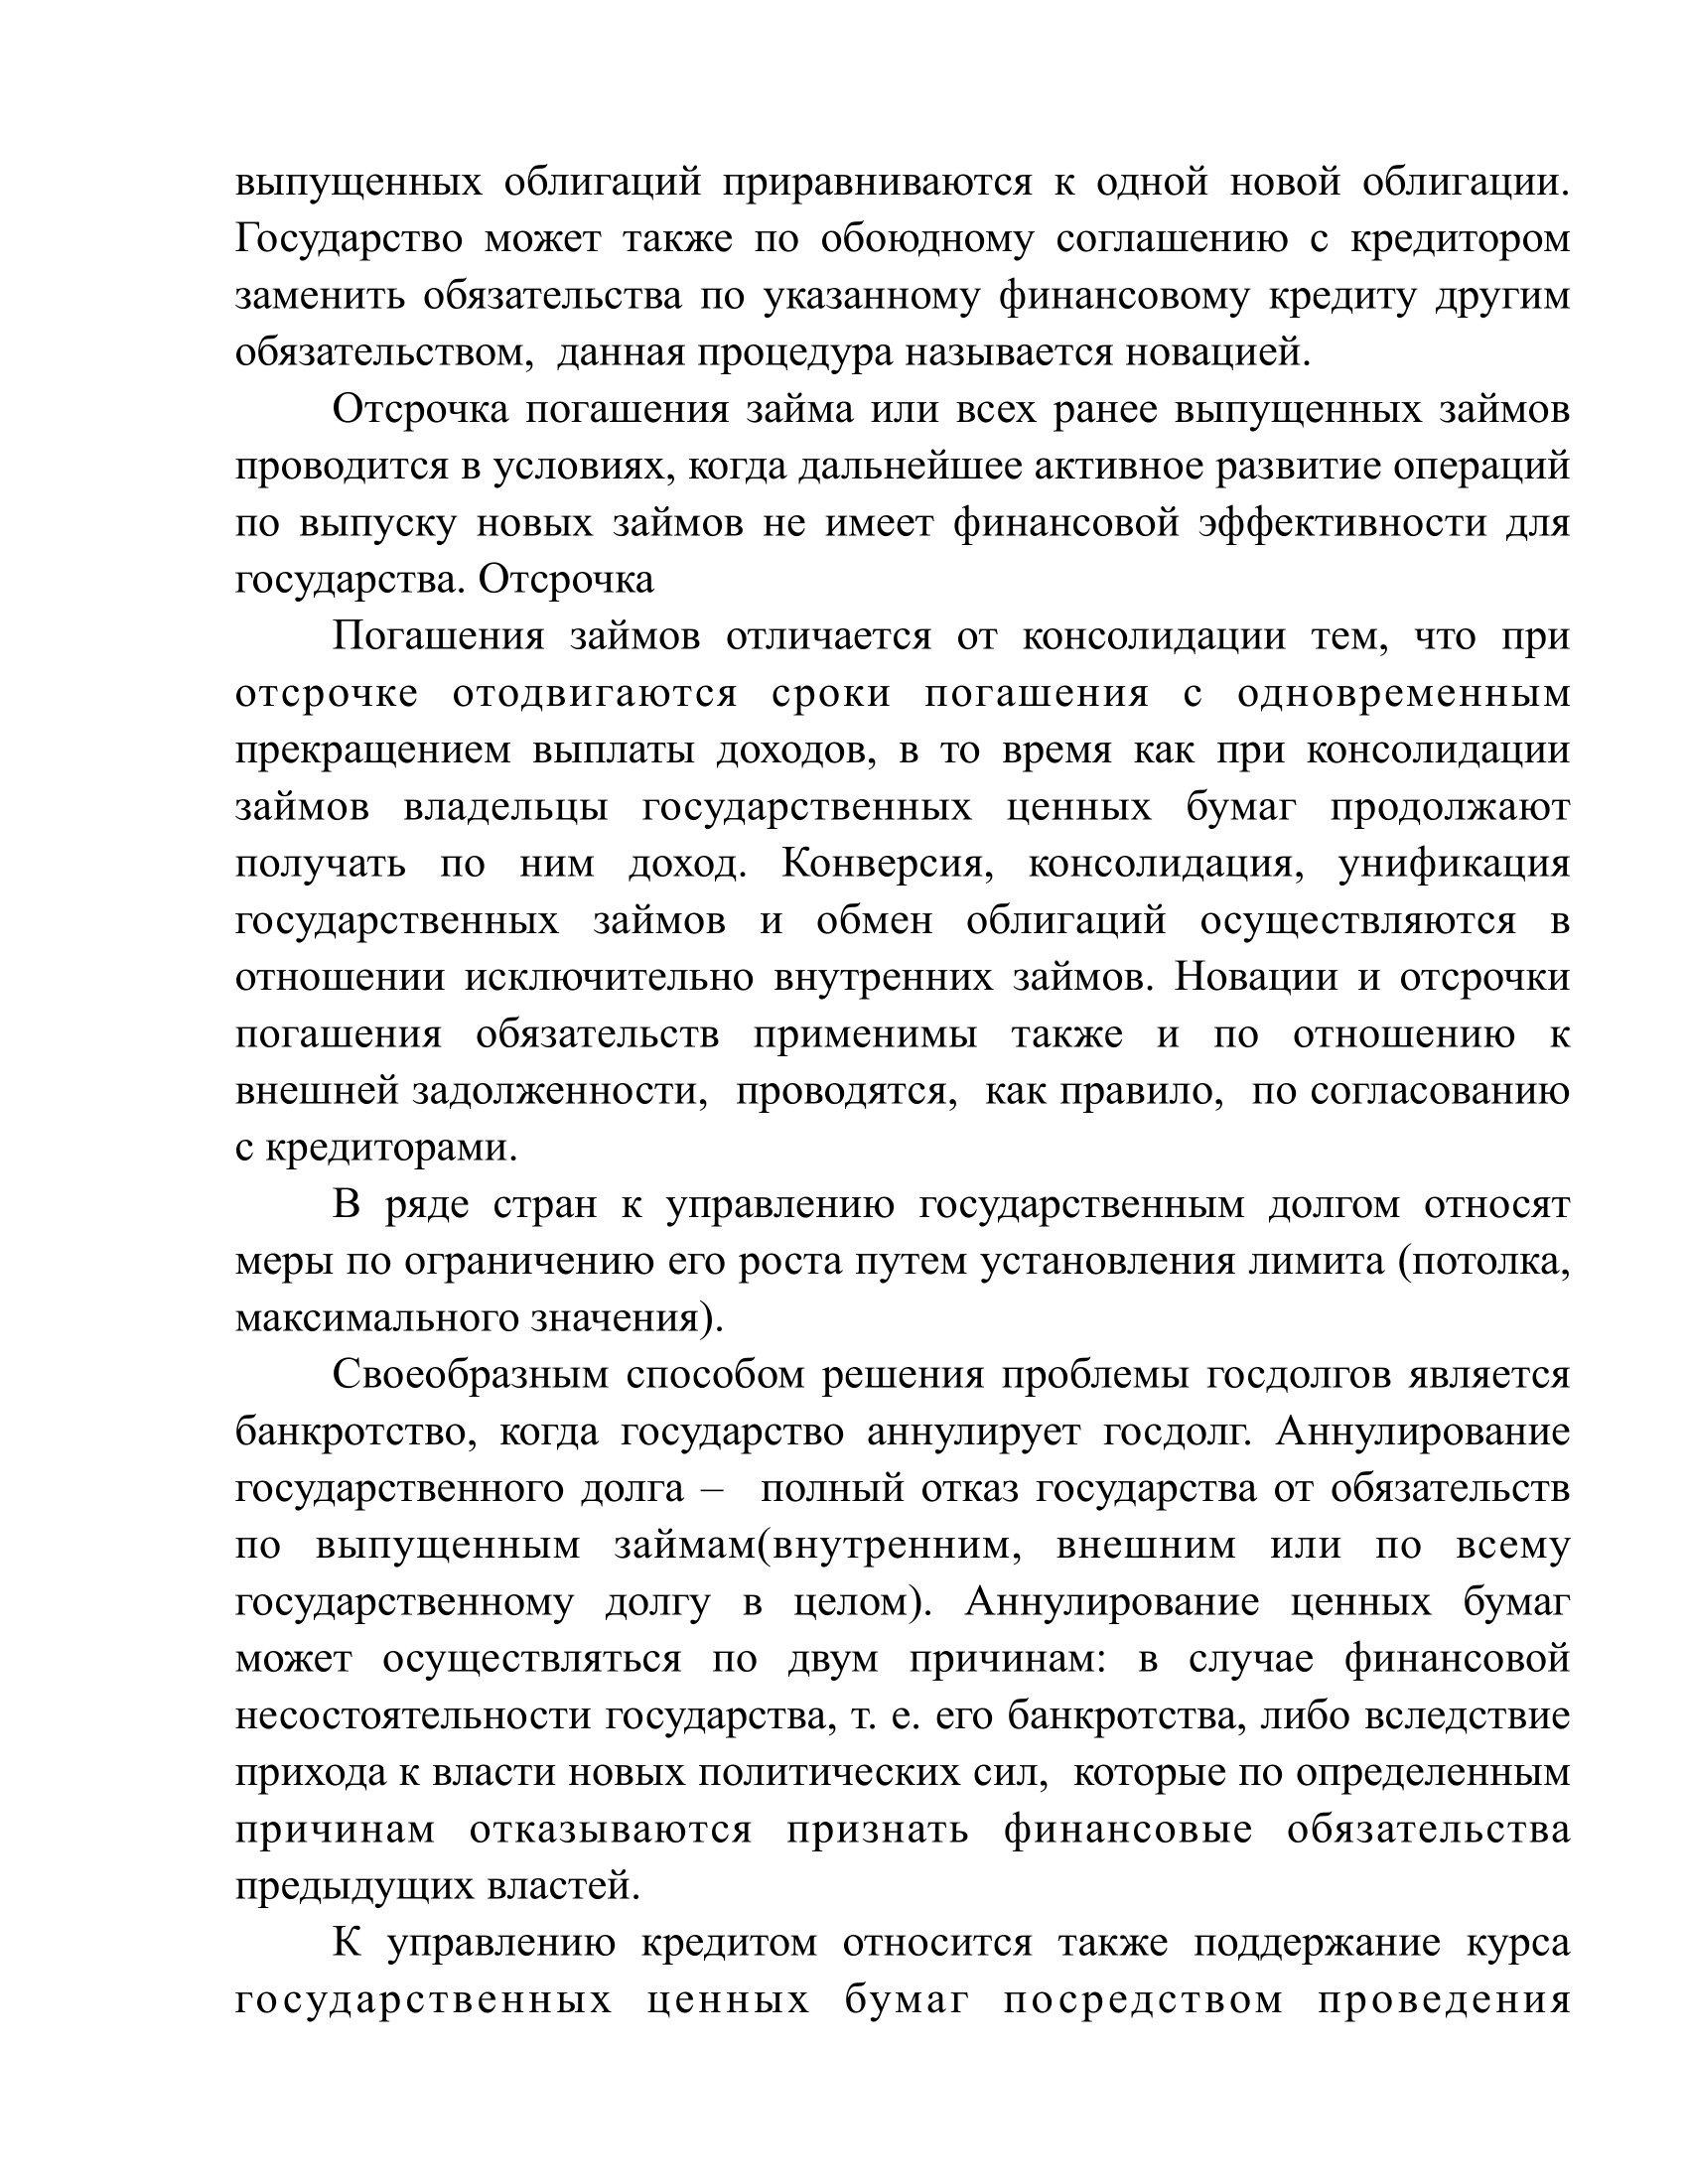 выпущенных облигаций приравниваются к одной новой облигации.
Государство может также по обоюдному соглашению с кредитором
заменить обязательства по указанному финансовому кредиту другим
обязательством,  данная процедура называется новацией.
Отсрочка погашения займа или всех ранее выпущенных займов
проводится в условиях, когда дальнейшее активное развитие операций
по выпуску новых займов не имеет финансовой эффективности для
государства. Отсрочка
Погашения займов отличается от консолидации тем, что при
отсрочке отодвигаются сроки погашения с одновременным
прекращением выплаты доходов, в то время как при консолидации
займов владельцы государственных ценных бумаг продолжают
получать по ним доход. Конверсия, консолидация, унификация
государственных займов и обмен облигаций осуществляются в
отношении исключительно внутренних займов. Новации и отсрочки
погашения обязательств применимы также и по отношению к
внешней задолженности,  проводятся,  как правило,  по согласованию
с кредиторами.
В ряде стран к управлению государственным долгом относят
меры по ограничению его роста путем установления лимита (потолка,
максимального значения).
Своеобразным способом решения проблемы госдолгов является
банкротство, когда государство аннулирует госдолг. Аннулирование
государственного долга –  полный отказ государства от обязательств
по выпущенным займам(внутренним, внешним или по всему
государственному долгу в целом). Аннулирование ценных бумаг
может осуществляться по двум причинам: в случае финансовой
несостоятельности государства, т. е. его банкротства, либо вследствие
прихода к власти новых политических сил,  которые по определенным
причинам отказываются признать финансовые обязательства
предыдущих властей.
К управлению кредитом относится также поддержание курса
государственных ценных бумаг посредством проведения